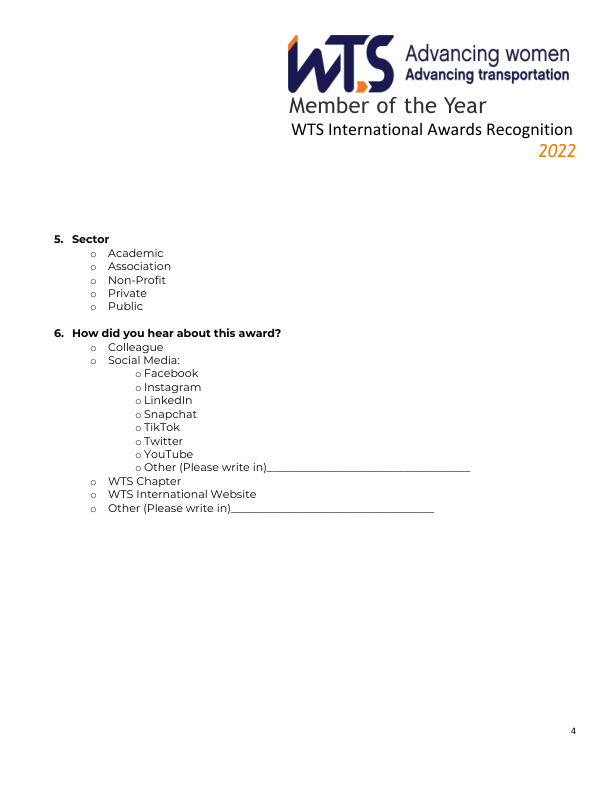 WTS Advancing women
Advancing transportation
Member of the Year
WTS International Awards Recognition
2022
5. Sector
o Academic
o Association
o Non-Profit
o Private
o Public
6. How did you hear about this award?
o Colleague
o Social Media:
o Facebook
o Instagram
o LinkedIn
o Snapchat
o TikTok
o Twitter
o YouTube
o Other (Please write in)___________________________________
o WTS Chapter
o WTS International Website
o Other (Please write in)___________________________________
4